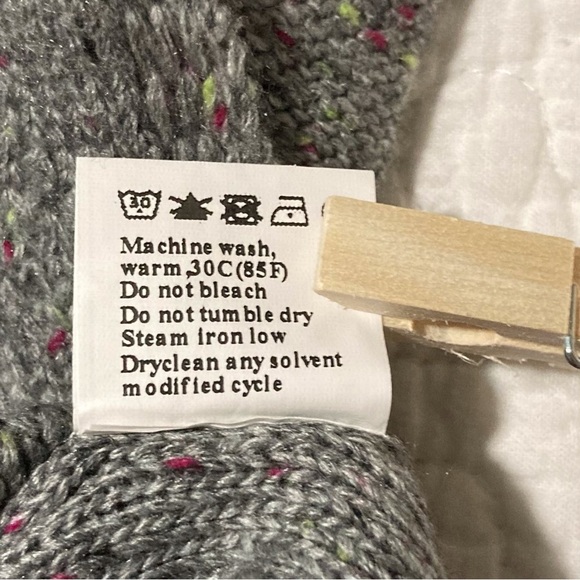 30
Machine wash,
warm,30C(85F)
Do not bleach
Do not tumble dry
Steam iron low
Dryclean any solvent
modified cycle